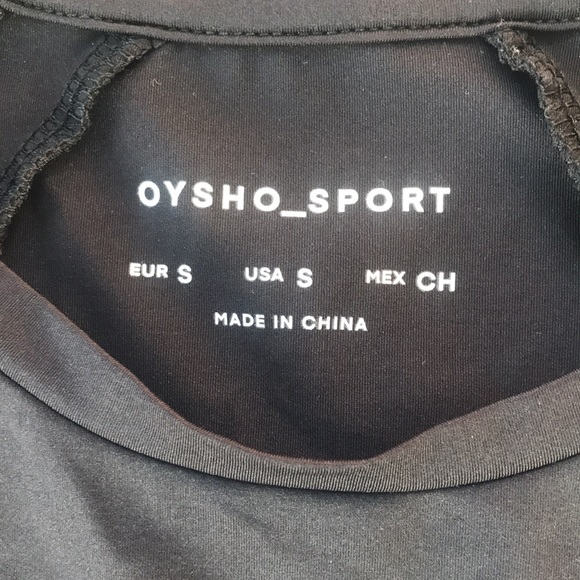 OYSHO_SPORT
EUR S USA S MEX CH
MADE IN CHINA